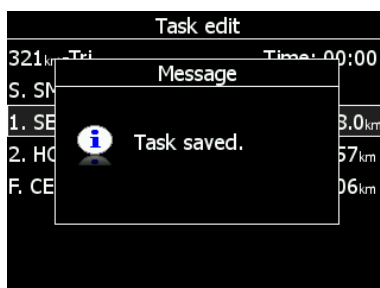 Task edit
321km Tri Time: 00:00
Message
S. SN
1. SE 8.0km
Task saved.
2. HO 57km
F. CE 06km